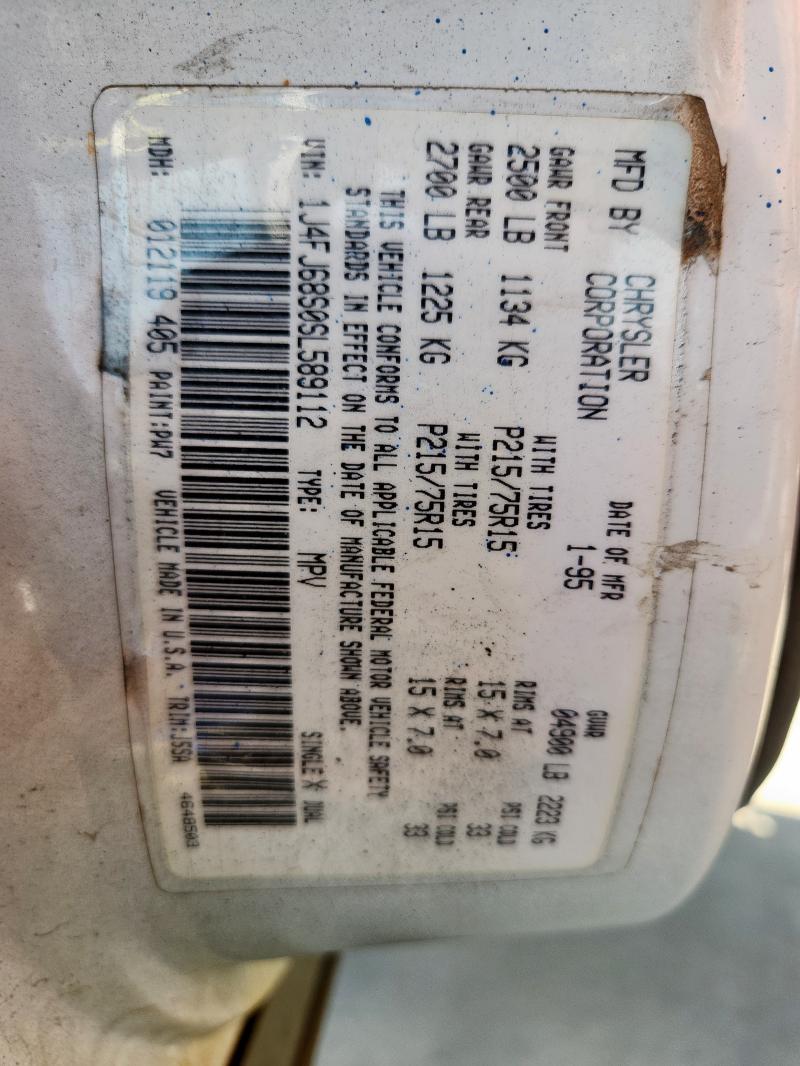 MFD BY CHRYSLER CORPORATION DATE OF MFR 1-95 GVWR 04900 LB 2223 KG
GAWR FRONT WITH TIRES RIMS AT PSI COLD
2500 LB 1134 KG P215/75R15 15 X 7.0 33
GAWR REAR WITH TIRES RIMS AT PSI COLD
2700 LB 1225 KG P215/75R15 15 X 7.0 33
THIS VEHICLE CONFORMS TO ALL APPLICABLE FEDERAL MOTOR VEHICLE SAFETY
STANDARDS IN EFFECT ON THE DATE OF MANUFACTURE SHOWN ABOVE.
VIN: 1J4FJ68S0SL589112 TYPE: MPV SINGLE X DUAL
MDH: 012119 405 PAINT:PW7 VEHICLE MADE IN U.S.A. TRIM:J5SA 4648503